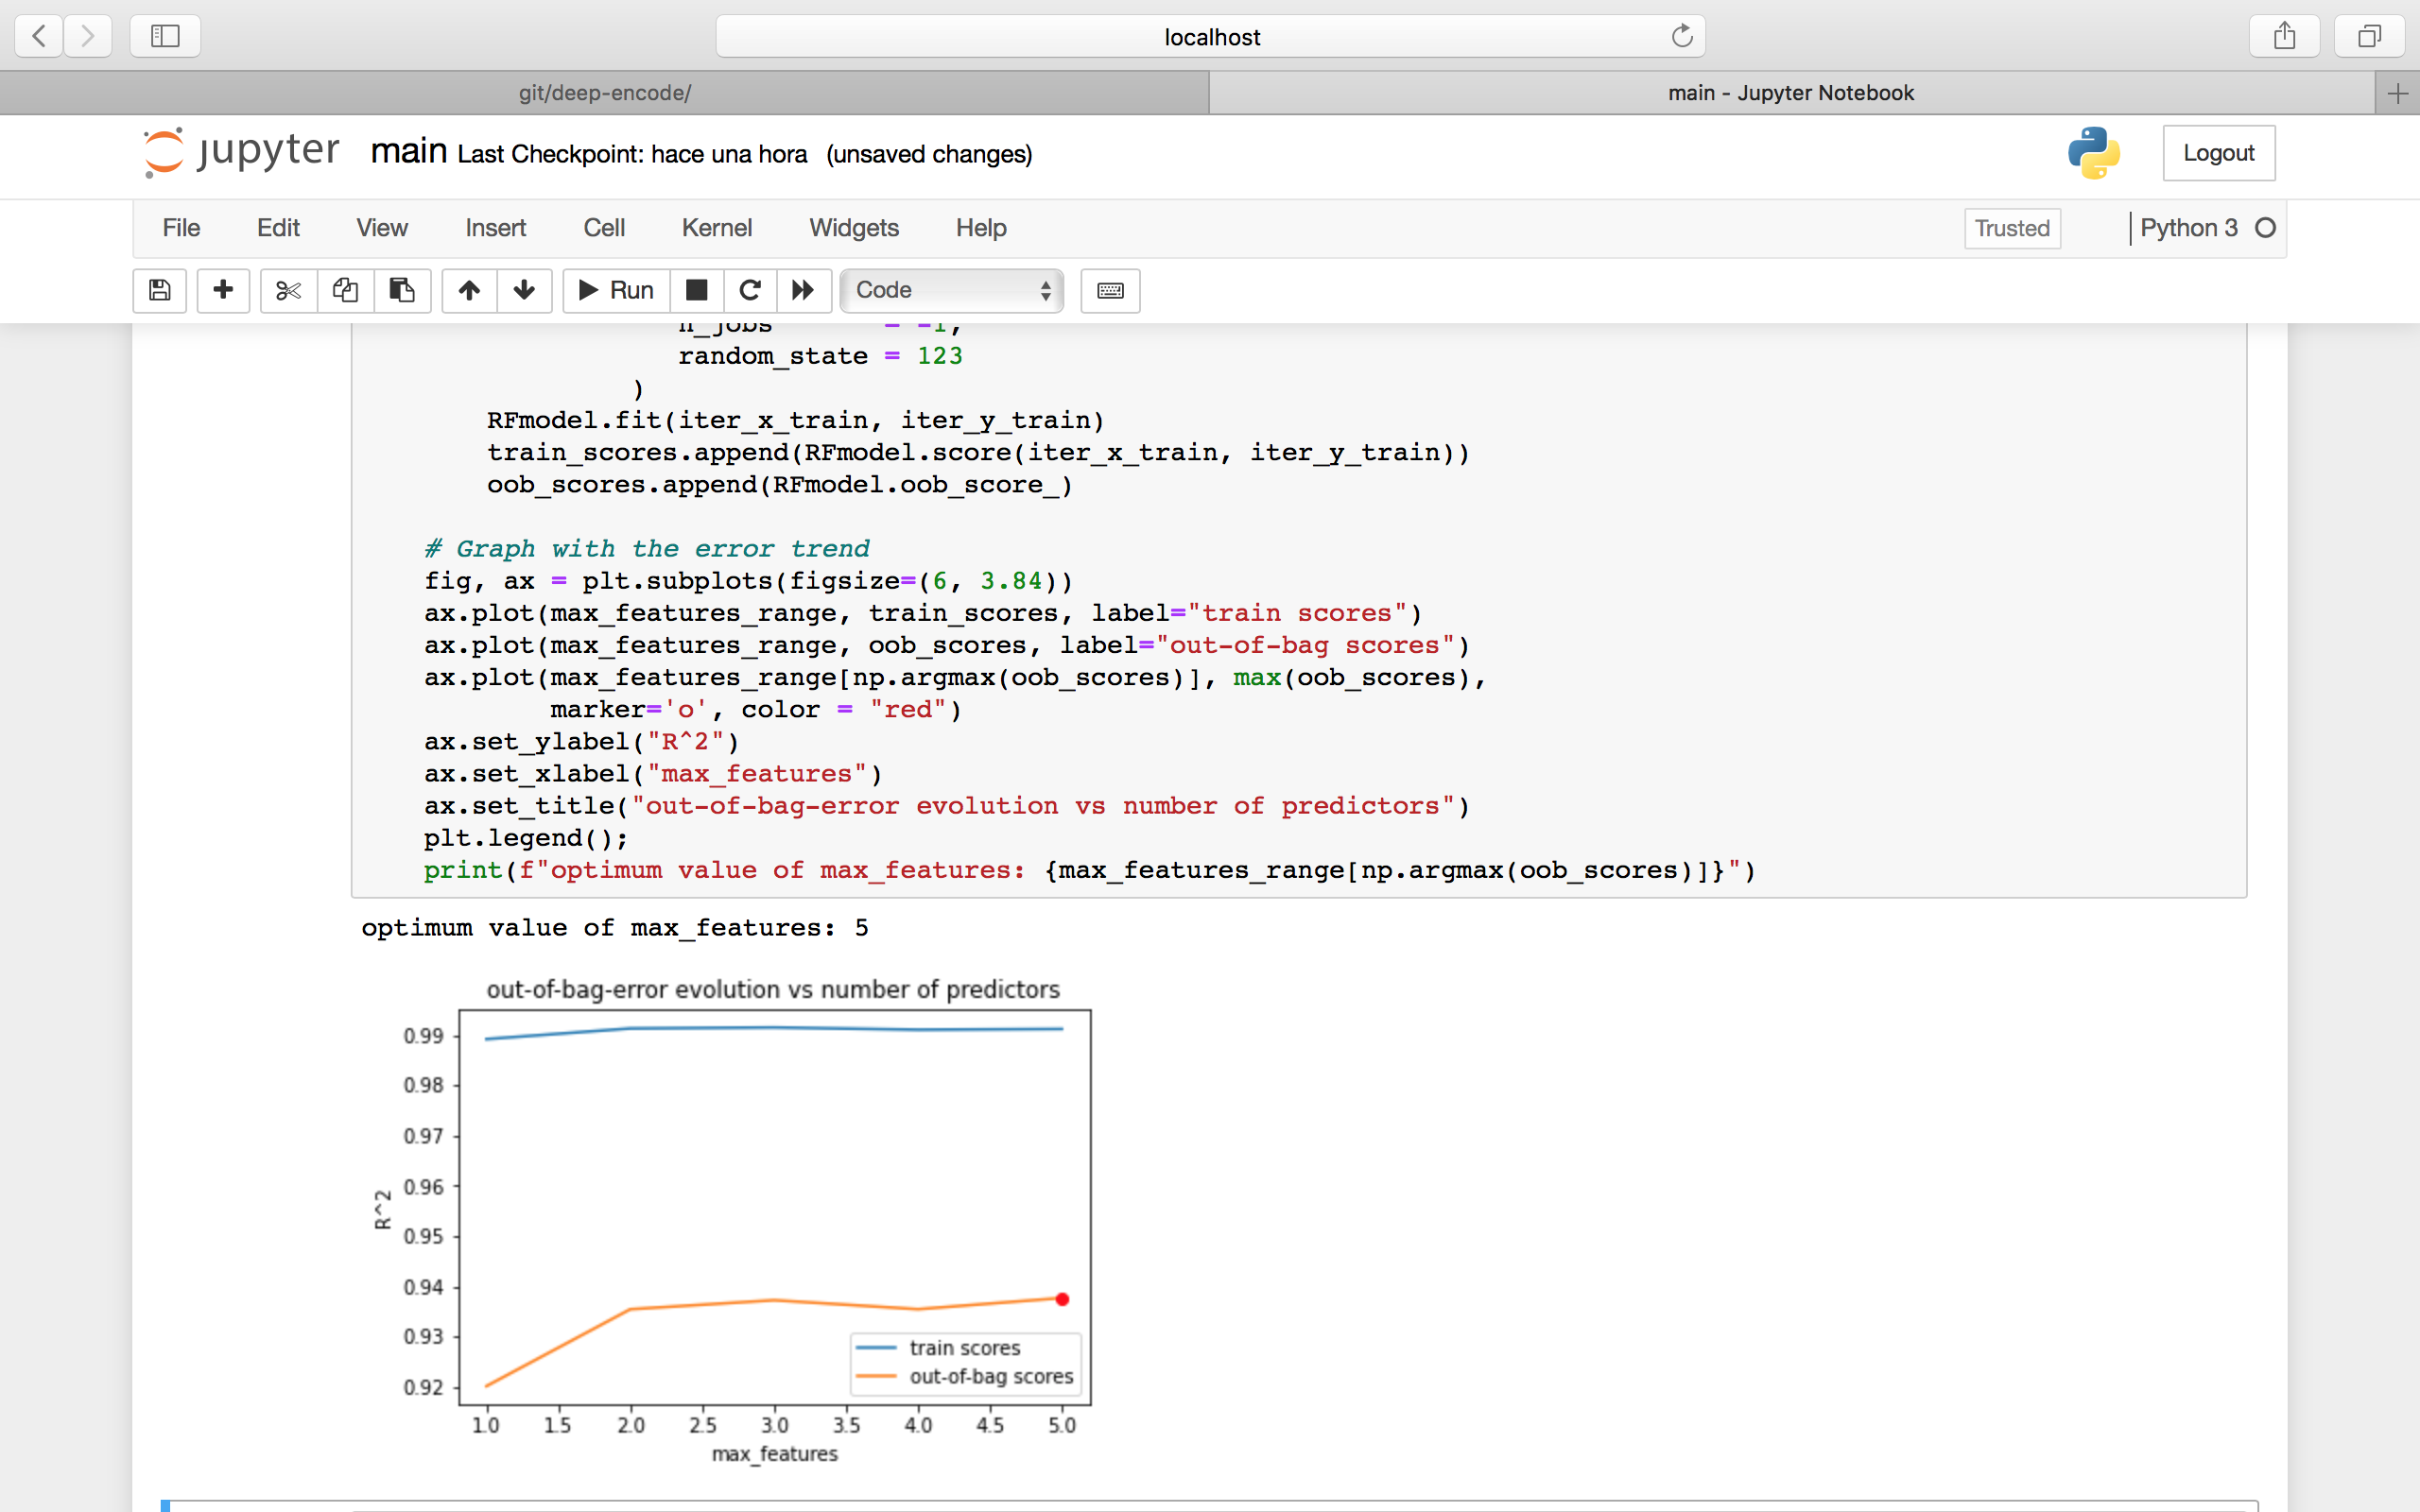 localhost
git/deep-encode/
main - Jupyter Notebook
jupyter main Last Checkpoint: hace una hora (unsaved changes)
Logout
File Edit View Insert Cell Kernel Widgets Help
Trusted
Python 3
Run
Code
n_jobs = -1,
random_state = 123
)
RFmodel.fit(iter_x_train, iter_y_train)
train_scores.append(RFmodel.score(iter_x_train, iter_y_train))
oob_scores.append(RFmodel.oob_score_)
# Graph with the error trend
fig, ax = plt.subplots(figsize=(6, 3.84))
ax.plot(max_features_range, train_scores, label="train scores")
ax.plot(max_features_range, oob_scores, label="out-of-bag scores")
ax.plot(max_features_range[np.argmax(oob_scores)], max(oob_scores),
marker='o', color = "red")
ax.set_ylabel("R^2")
ax.set_xlabel("max_features")
ax.set_title("out-of-bag-error evolution vs number of predictors")
plt.legend();
print(f"optimum value of max_features: {max_features_range[np.argmax(oob_scores)]}")
optimum value of max_features: 5
out-of-bag-error evolution vs number of predictors
0.99
0.98
0.97
0.96
0.95
0.94
0.93
0.92
R^2
train scores
out-of-bag scores
1.0 1.5 2.0 2.5 3.0 3.5 4.0 4.5 5.0
max_features